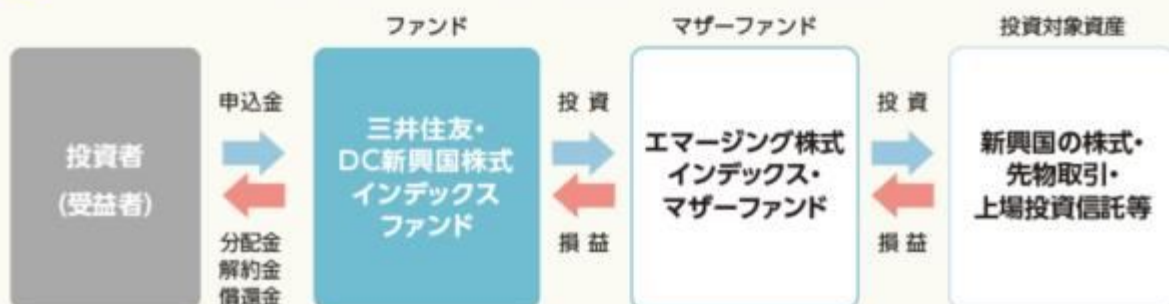 ファンド
マザーファンド
投資対象資産
投資者
(受益者)
申込金
分配金
解約金
償還金
三井住友・
DC新興国株式
インデックス
ファンド
投 資
損 益
エマージング株式
インデックス・
マザーファンド
投 資
損 益
新興国の株式・
先物取引・
上場投資信託等